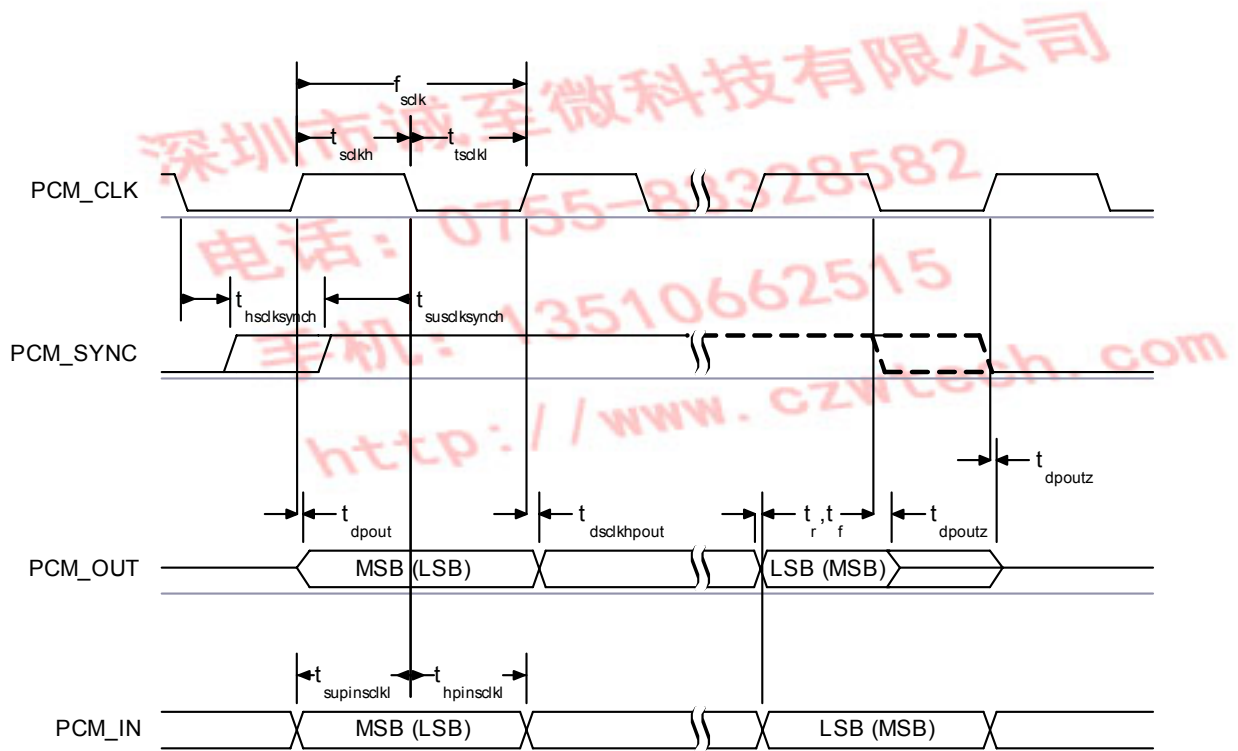 深圳市诚至微科技有限公司
电话：0755-88328582
手机：13510662515
http://www.czwtech.com
f sclk
t sclkh
t tsclkl
PCM_CLK
t hsclksynch
t susclksynch
PCM_SYNC
t dpoutz
t dpout
t dsclkhpout
t r ,t f
t dpoutz
PCM_OUT
MSB (LSB)
LSB (MSB)
t supinsclkl
t hpinsclkl
PCM_IN
MSB (LSB)
LSB (MSB)